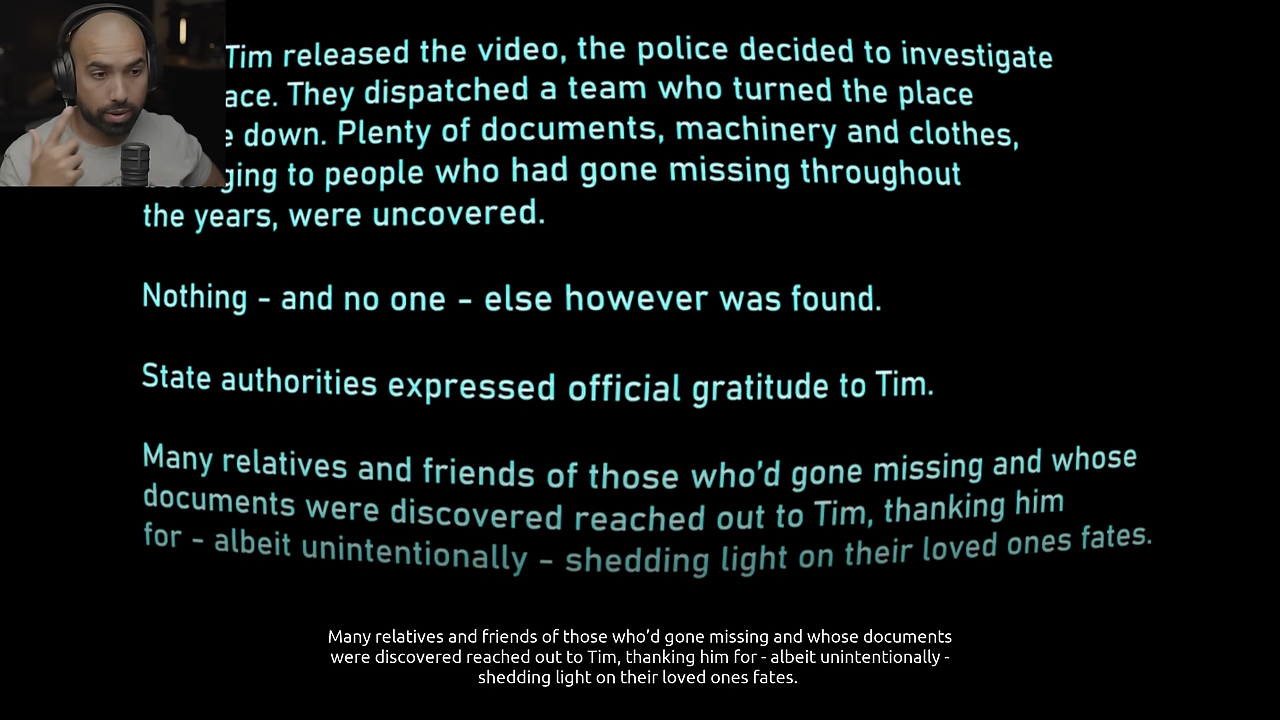 Tim released the video, the police decided to investigate
ace. They dispatched a team who turned the place
e down. Plenty of documents, machinery and clothes,
ging to people who had gone missing throughout
the years, were uncovered.
Nothing - and no one - else however was found.
State authorities expressed official gratitude to Tim.
Many relatives and friends of those who'd gone missing and whose
documents were discovered reached out to Tim, thanking him
for - albeit unintentionally - shedding light on their loved ones fates.
Many relatives and friends of those who'd gone missing and whose documents
were discovered reached out to Tim, thanking him for - albeit unintentionally -
shedding light on their loved ones fates.